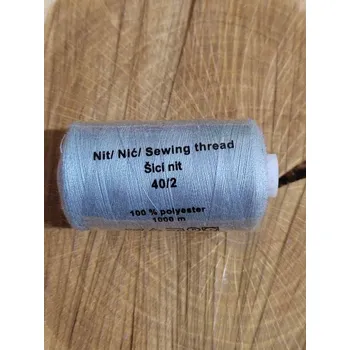 Nit/ Nić/ Sewing thread
Šicí nit
40/2
100 % polyester
1000 m